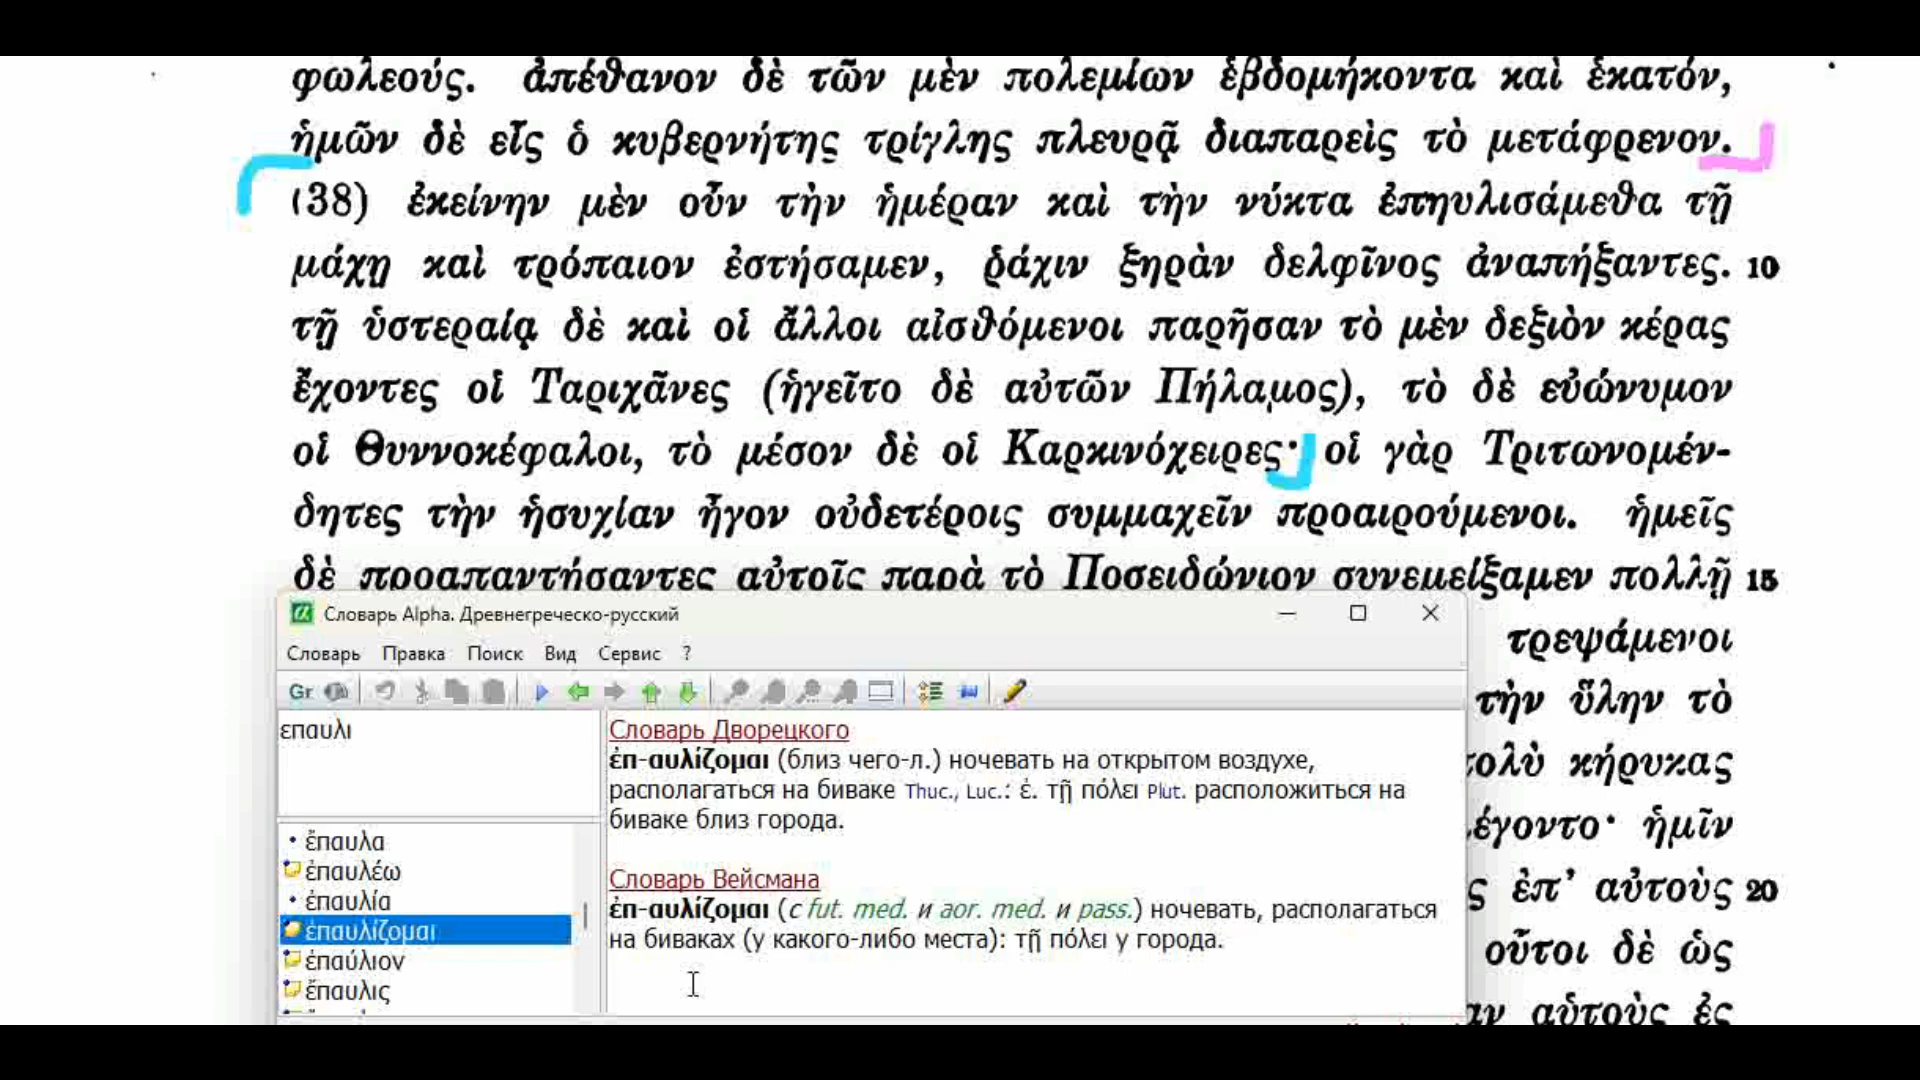 φωλεούς. ἀπέθανον δὲ τῶν μὲν πολεμίων ἑβδομήκοντα καὶ ἑκατόν,
ἡμῶν δὲ εἷς ὁ κυβερνήτης τρίγλης πλευρᾷ διαπαρεὶς τὸ μετάφρενον.
(38) ἐκείνην μὲν οὖν τὴν ἡμέραν καὶ τὴν νύκτα ἐπηυλισάμεθα τῇ
μάχῃ καὶ τρόπαιον ἐστήσαμεν, ῥάχιν ξηρὰν δελφῖνος ἀναπήξαντες. 10
τῇ ὑστεραίᾳ δὲ καὶ οἱ ἄλλοι αἰσθόμενοι παρῆσαν τὸ μὲν δεξιὸν κέρας
ἔχοντες οἱ Ταριχᾶνες (ἡγεῖτο δὲ αὐτῶν Πήλαμος), τὸ δὲ εὐώνυμον
οἱ Θυννοκέφαλοι, τὸ μέσον δὲ οἱ Καρκινόχειρες· οἱ γὰρ Τριτωνομέν-
δητες τὴν ἡσυχίαν ἦγον οὐδετέροις συμμαχεῖν προαιρούμενοι. ἡμεῖς
δὲ προαπαντήσαντες αὐτοῖς παρὰ τὸ Ποσειδώνιον συνεμείξαμεν πολλῇ 15
Словарь Alpha. Древнегреческо-русский
τρεψάμενοι
Словарь Правка Поиск Вид Сервис ?
Gr
τὴν ὕλην τὸ
επαυλι
Словарь Дворецкого
ἐπ-αυλίζομαι (близ чего-л.) ночевать на открытом воздухе,
κήρυκας
располагаться на биваке Thuc., Luc.: ἐ. τῇ πόλει Plut. расположиться на
биваке близ города.
ἡμῖν
ἔπαυλα
ἐπαυλέω
Словарь Вейсмана
ἐπαυλία
ἐπ-αυλίζομαι (с fut. med. и aor. med. и pass.) ночевать, располагаться
ἐπ’ αὐτοὺς 20
ἐπαυλίζομαι
на биваках (у какого-либо места): τῇ πόλει у города.
οὗτοι δὲ ὡς
ἐπαύλιον
ἔπαυλις
αὑτοὺς ἐς